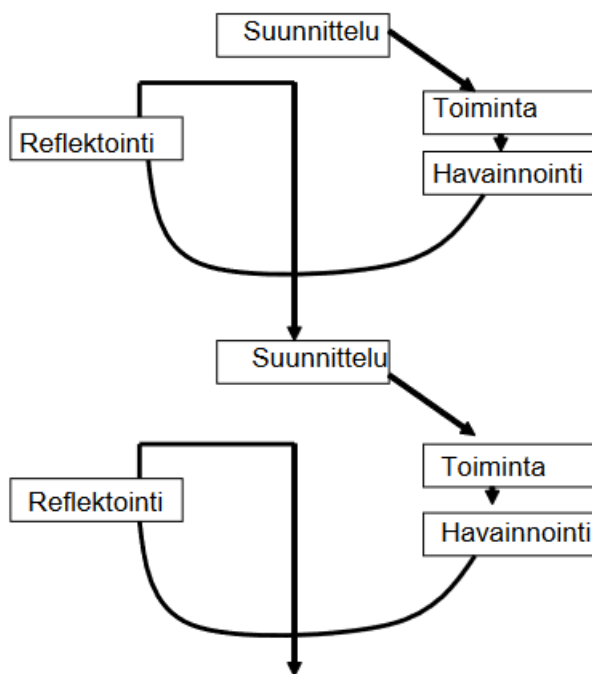 Suunnittelu
Toiminta
Reflektointi
Havainnointi
Suunnittelu
Toiminta
Reflektointi
Havainnointi